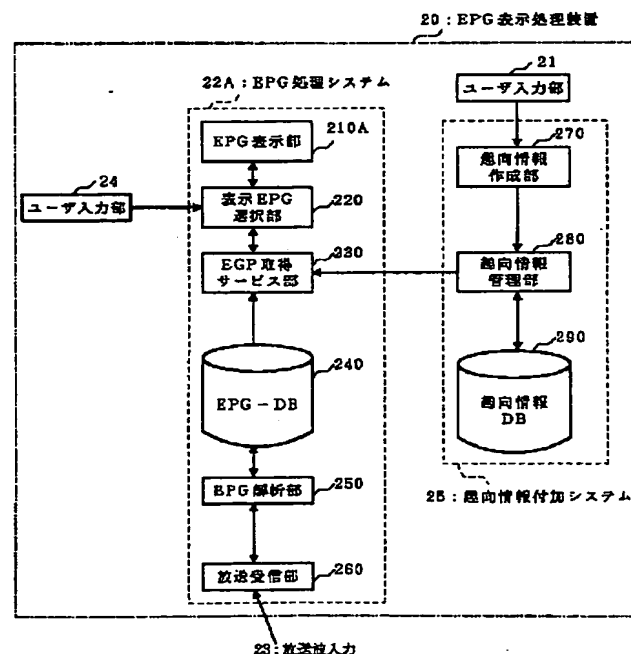 20：EPG表示処理装置
22A：EPG処理システム
21
ユーザ入力部
210A
EPG表示部
270
趣向情報
作成部
24
ユーザ入力部
表示EPG
選択部
220
EGP取得
サービス部
230
280
趣向情報
管理部
240
EPG－DB
290
趣向情報
DB
EPG解析部
250
25：趣向情報付加システム
放送受信部
260
23：放送波入力